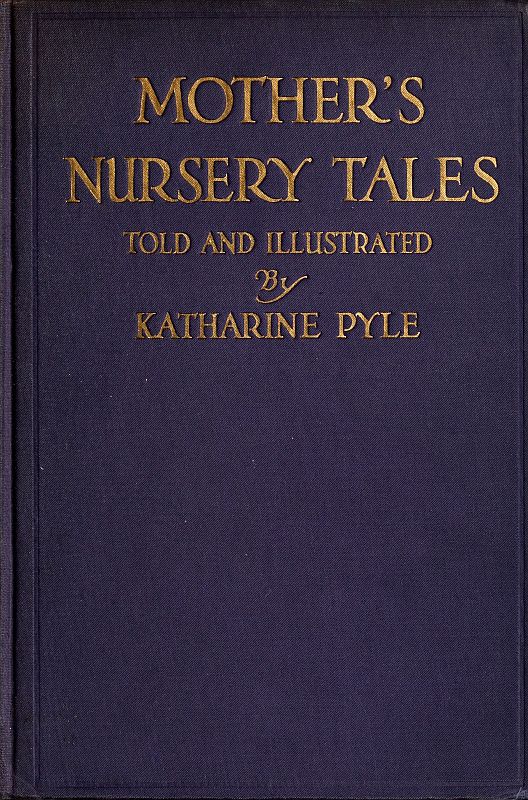 MOTHER'S
NURSERY TALES
TOLD AND ILLUSTRATED
By
KATHARINE PYLE